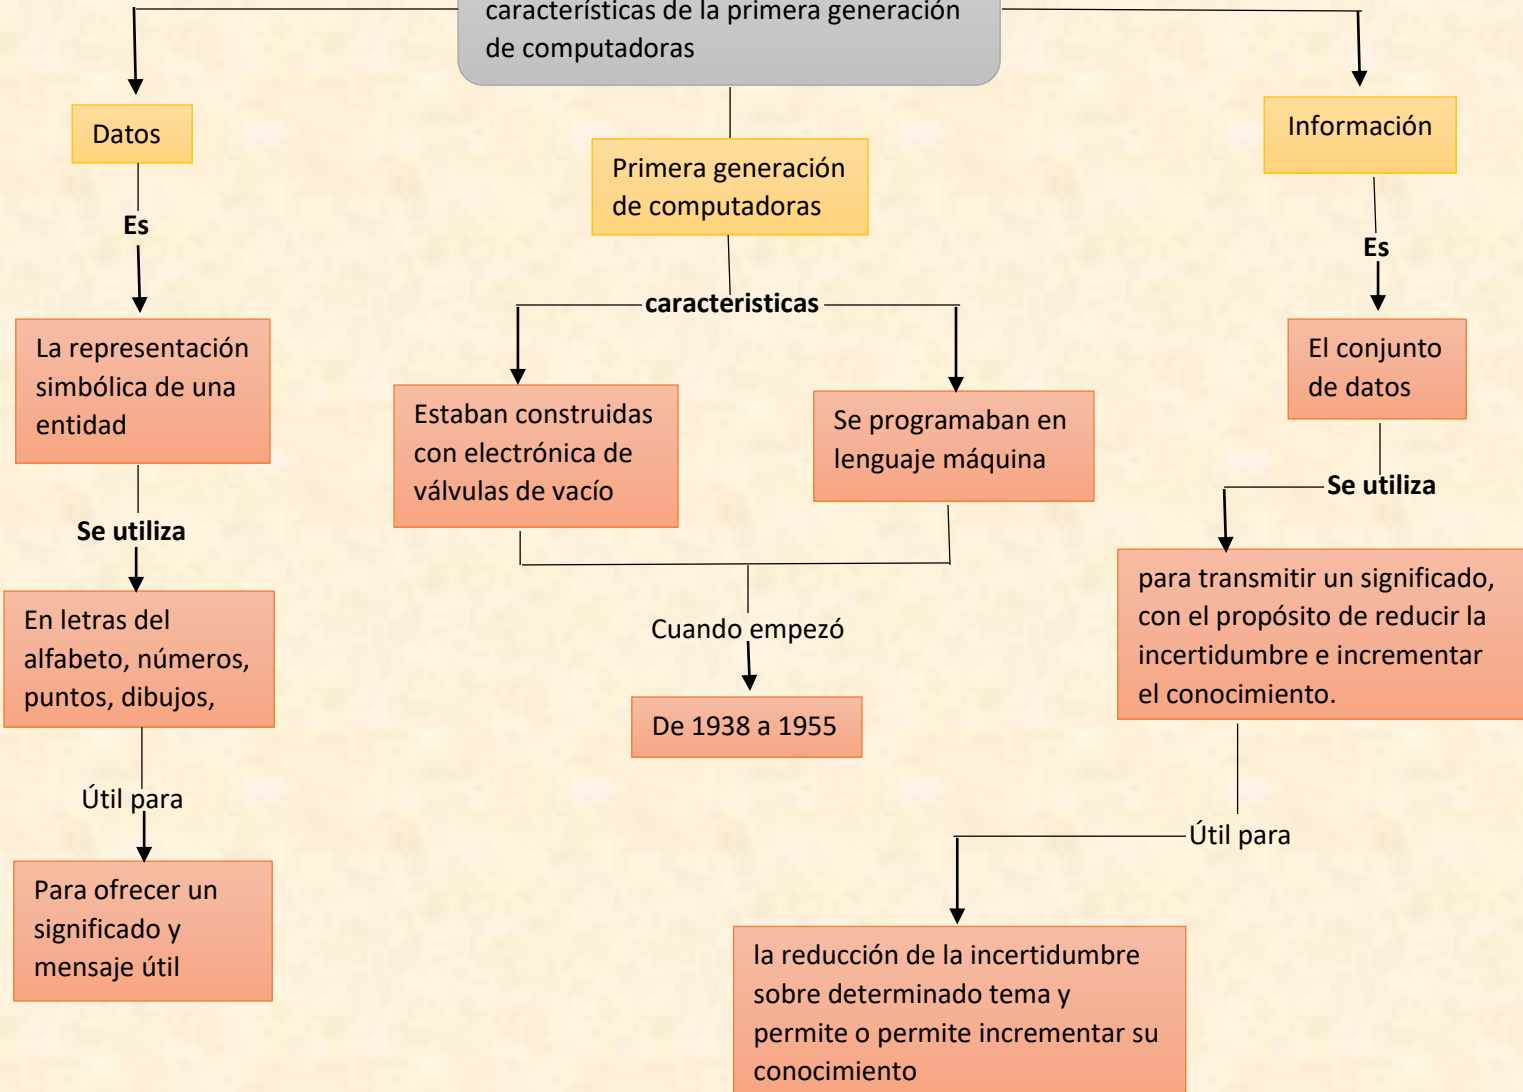 características de la primera generación
de computadoras
Datos
Es
La representación
simbólica de una
entidad
Se utiliza
En letras del
alfabeto, números,
puntos, dibujos,
Útil para
Para ofrecer un
significado y
mensaje útil
Primera generación
de computadoras
caracteristicas
Estaban construidas
con electrónica de
válvulas de vacío
Se programaban en
lenguaje máquina
Cuando empezó
De 1938 a 1955
Información
Es
El conjunto
de datos
Se utiliza
para transmitir un significado,
con el propósito de reducir la
incertidumbre e incrementar
el conocimiento.
Útil para
la reducción de la incertidumbre
sobre determinado tema y
permite o permite incrementar su
conocimiento